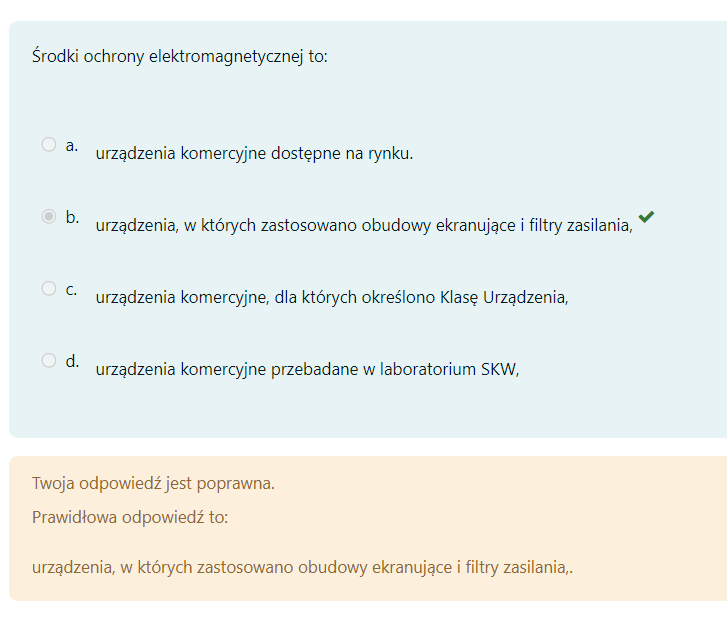 Środki ochrony elektromagnetycznej to:
a. urządzenia komercyjne dostępne na rynku.
b. urządzenia, w których zastosowano obudowy ekranujące i filtry zasilania,
c. urządzenia komercyjne, dla których określono Klasę Urządzenia,
d. urządzenia komercyjne przebadane w laboratorium SKW,
Twoja odpowiedź jest poprawna.
Prawidłowa odpowiedź to:
urządzenia, w których zastosowano obudowy ekranujące i filtry zasilania,.